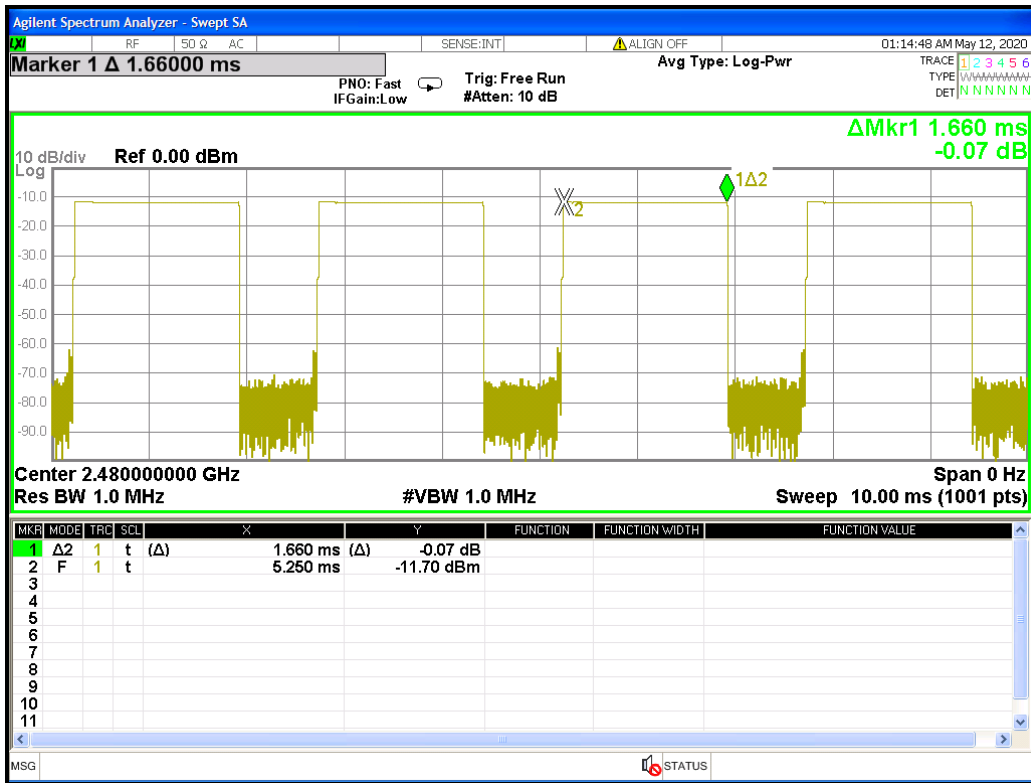 Agilent Spectrum Analyzer - Swept SA
LXI RF 50 Ω AC SENSE:INT ALIGN OFF 01:14:48 AM May 12, 2020
Marker 1 Δ 1.66000 ms
PNO: Fast
IFGain:Low
Trig: Free Run
#Atten: 10 dB
Avg Type: Log-Pwr
TRACE 1 2 3 4 5 6
TYPE WWWWWW
DET N N N N N N
ΔMkr1 1.660 ms
-0.07 dB
10 dB/div Ref 0.00 dBm
Log
1Δ2
-10.0
2
-20.0
-30.0
-40.0
-50.0
-60.0
-70.0
-80.0
-90.0
Center 2.480000000 GHz Span 0 Hz
Res BW 1.0 MHz #VBW 1.0 MHz Sweep 10.00 ms (1001 pts)
MKR MODE TRC SCL X Y FUNCTION FUNCTION WIDTH FUNCTION VALUE
1 Δ2 1 t (Δ) 1.660 ms (Δ) -0.07 dB
2 F 1 t 5.250 ms -11.70 dBm
3
4
5
6
7
8
9
10
11
MSG STATUS